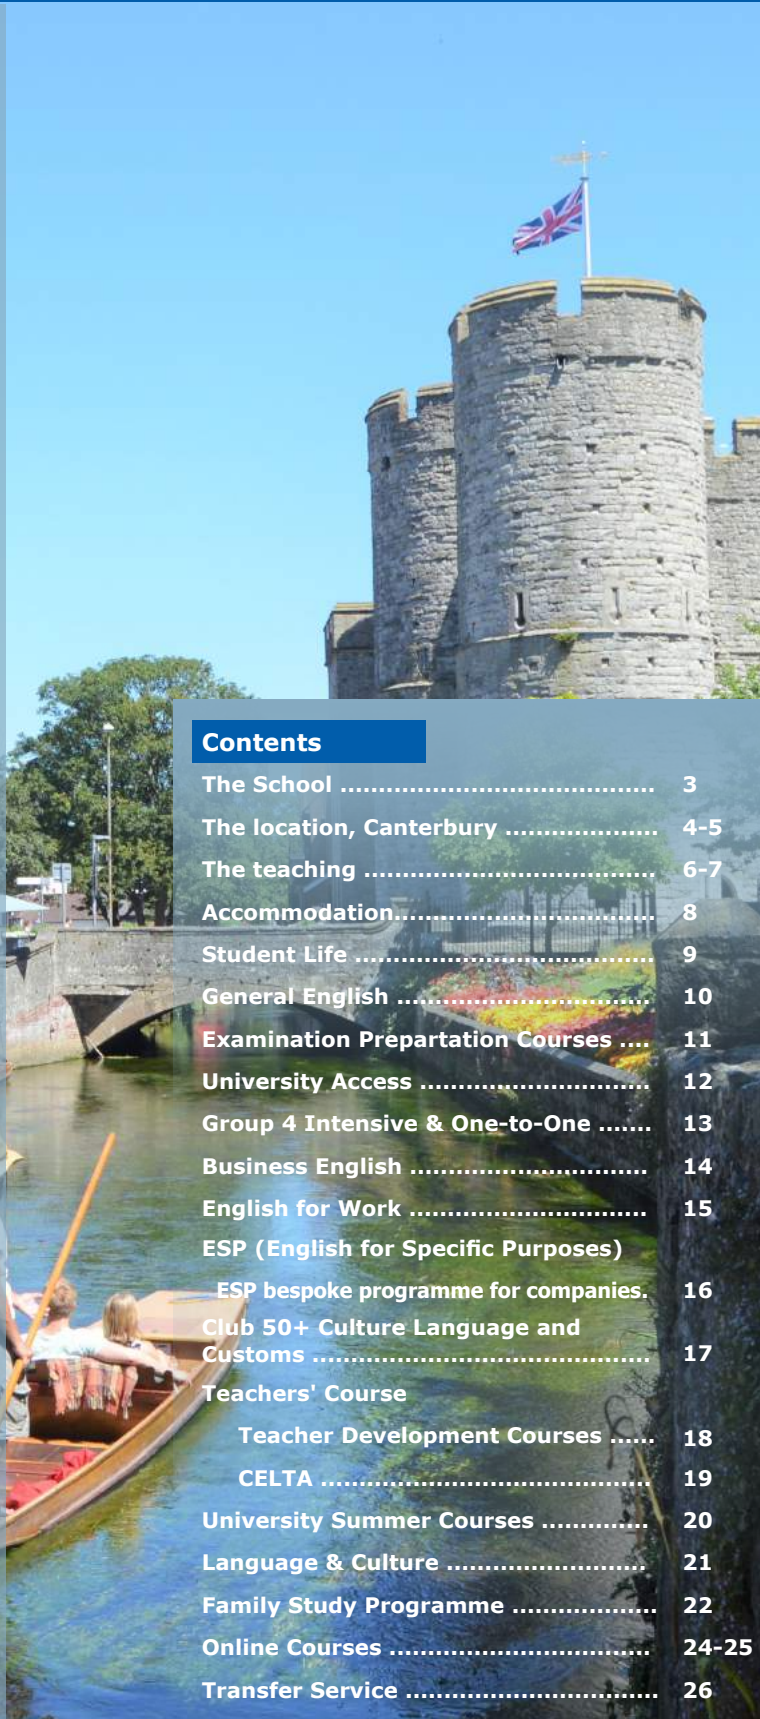 Contents
The School ......................................... 3
The location, Canterbury .................... 4-5
The teaching ...................................... 6-7
Accommodation.................................. 8
Student Life ....................................... 9
General English ................................. 10
Examination Prepartation Courses .... 11
University Access .............................. 12
Group 4 Intensive & One-to-One ....... 13
Business English ............................... 14
English for Work ............................... 15
ESP (English for Specific Purposes)
ESP bespoke programme for companies. 16
Club 50+ Culture Language and
Customs ............................................ 17
Teachers' Course
Teacher Development Courses ...... 18
CELTA ........................................... 19
University Summer Courses .............. 20
Language & Culture .......................... 21
Family Study Programme ................... 22
Online Courses .................................. 24-25
Transfer Service ................................. 26